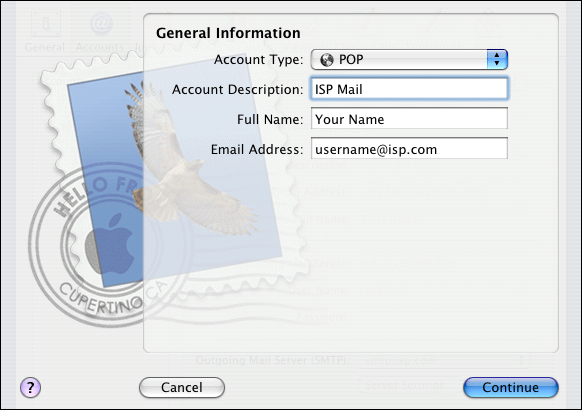 General Accounts
General Information
Account Type: POP
Account Description: ISP Mail
Full Name: Your Name
Email Address: username@isp.com
HELLO FR
CUPERTINO CA
Outgoing Mail Server (SMTP)
? Cancel Continue